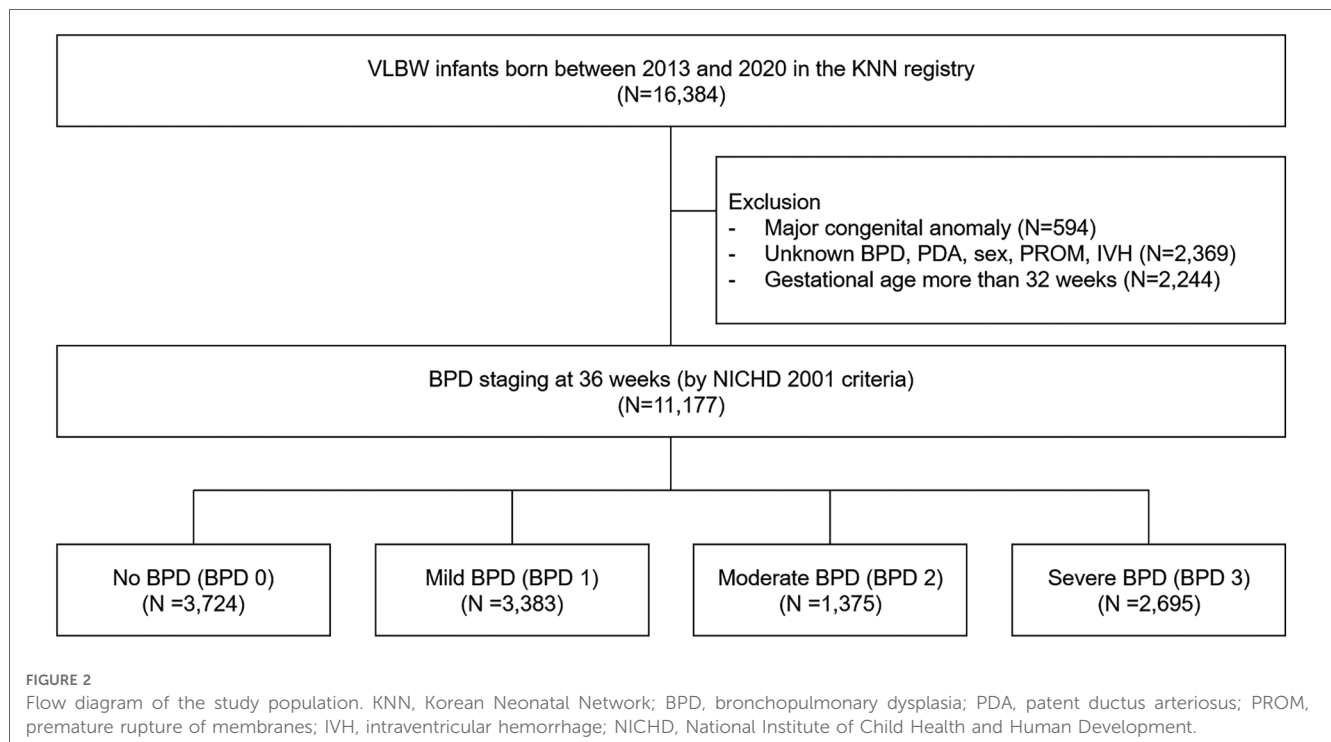 VLBW infants born between 2013 and 2020 in the KNN registry
(N=16,384)
Exclusion
- Major congenital anomaly (N=594)
- Unknown BPD, PDA, sex, PROM, IVH (N=2,369)
- Gestational age more than 32 weeks (N=2,244)
BPD staging at 36 weeks (by NICHD 2001 criteria)
(N=11,177)
No BPD (BPD 0)
(N =3,724)
Mild BPD (BPD 1)
(N =3,383)
Moderate BPD (BPD 2)
(N =1,375)
Severe BPD (BPD 3)
(N =2,695)
FIGURE 2
Flow diagram of the study population. KNN, Korean Neonatal Network; BPD, bronchopulmonary dysplasia; PDA, patent ductus arteriosus; PROM,
premature rupture of membranes; IVH, intraventricular hemorrhage; NICHD, National Institute of Child Health and Human Development.